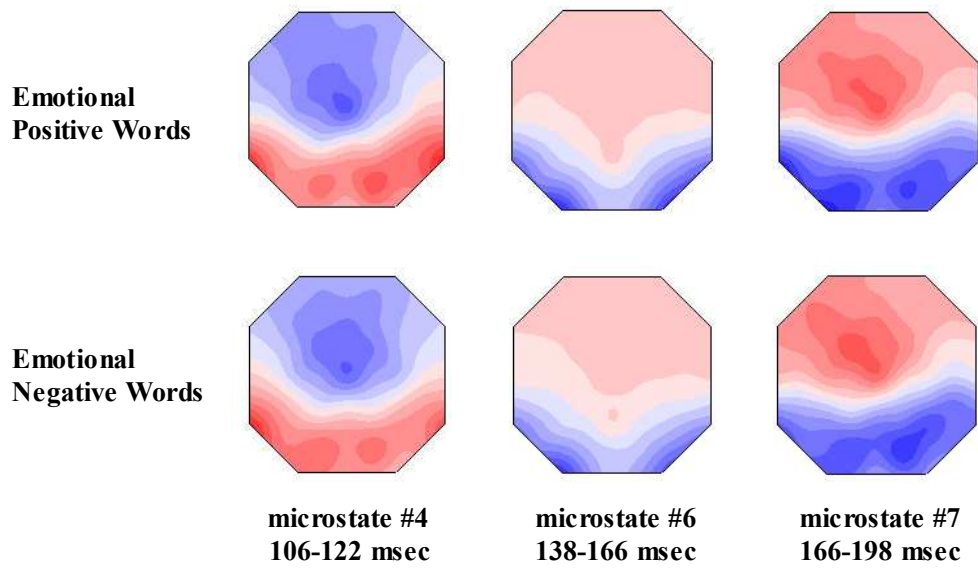 Emotional
Positive Words
Emotional
Negative Words
microstate #4
106-122 msec
microstate #6
138-166 msec
microstate #7
166-198 msec